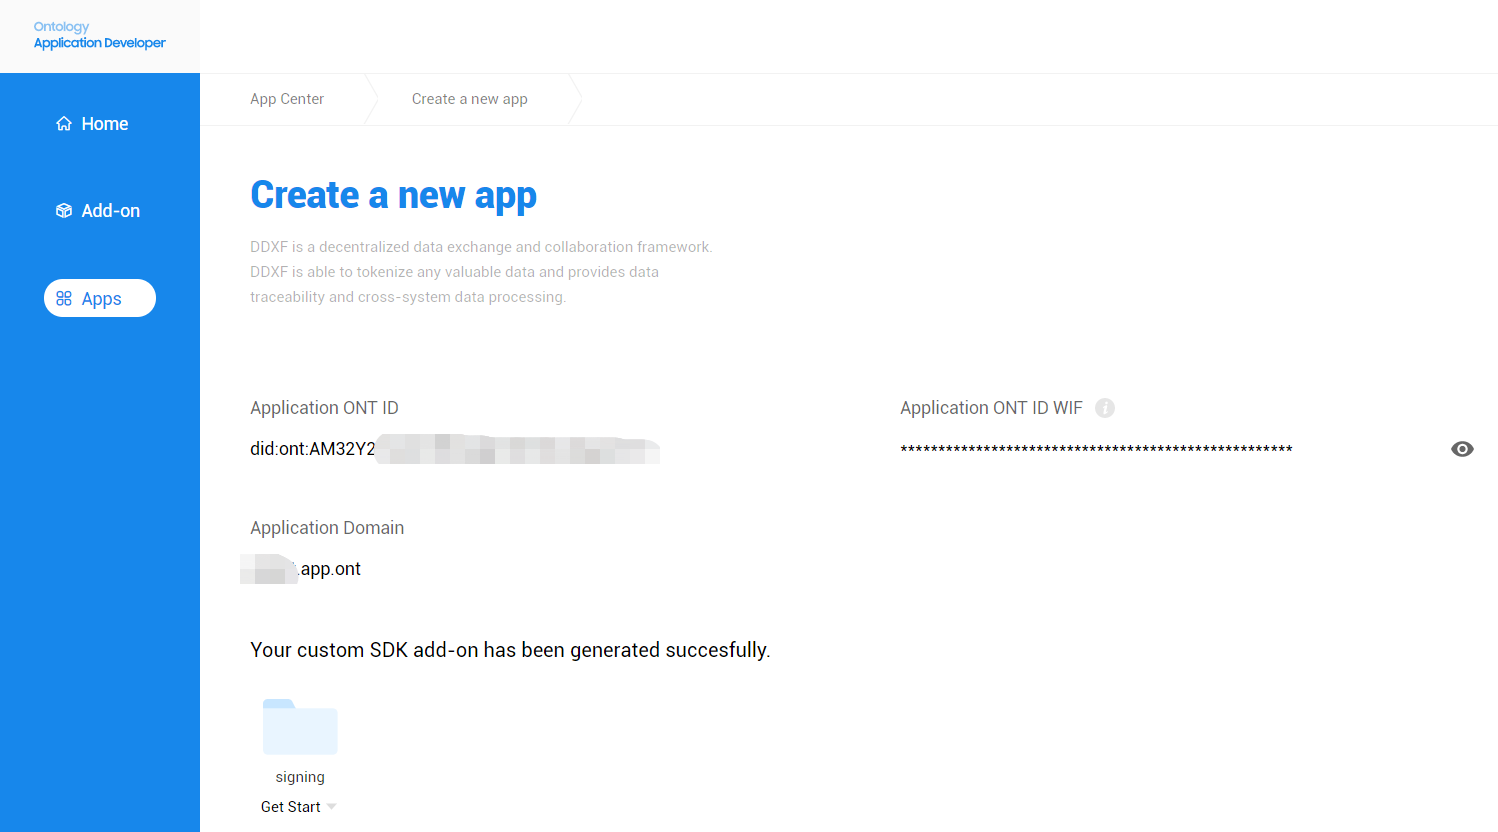 Ontology
Application Developer
Home
Add-on
Apps
App Center
Create a new app
Create a new app
DDXF is a decentralized data exchange and collaboration framework.
DDXF is able to tokenize any valuable data and provides data
traceability and cross-system data processing.
Application ONT ID
Application ONT ID WIF
did:ont:AM32Y2
****************************************************
Application Domain
.app.ont
Your custom SDK add-on has been generated succesfully.
signing
Get Start